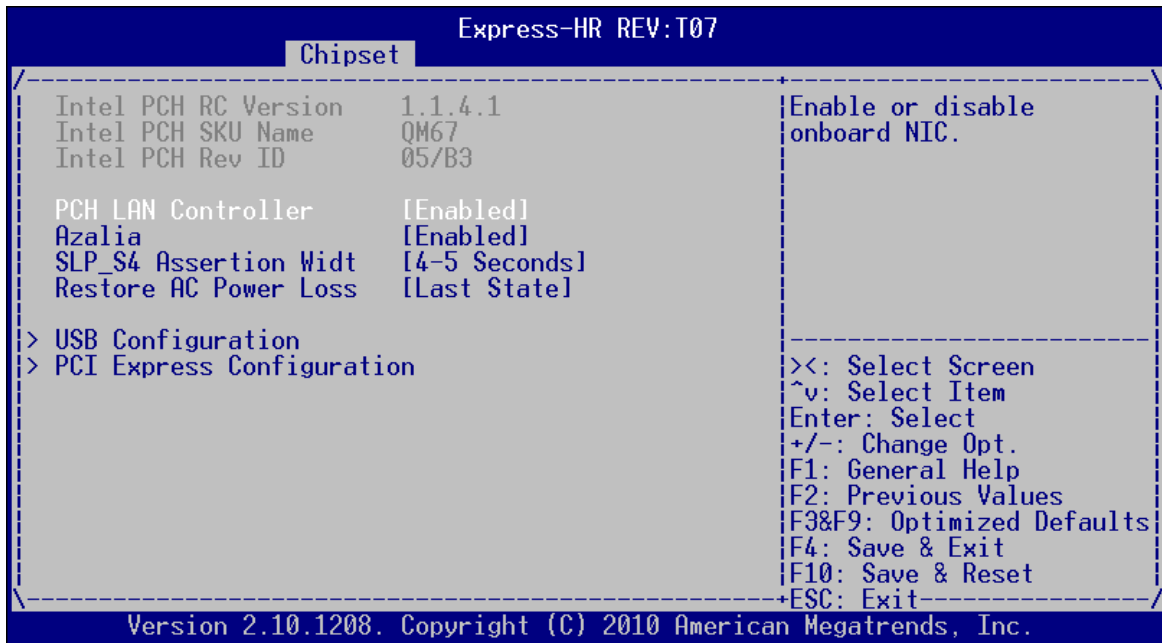 Express-HR REV:T07
Chipset
Intel PCH RC Version 1.1.4.1
Intel PCH SKU Name QM67
Intel PCH Rev ID 05/B3
PCH LAN Controller [Enabled]
Azalia [Enabled]
SLP_S4 Assertion Widt [4-5 Seconds]
Restore AC Power Loss [Last State]
> USB Configuration
> PCI Express Configuration
Enable or disable
onboard NIC.
><: Select Screen
^v: Select Item
Enter: Select
+/-: Change Opt.
F1: General Help
F2: Previous Values
F3&F9: Optimized Defaults
F4: Save & Exit
F10: Save & Reset
ESC: Exit
Version 2.10.1208. Copyright (C) 2010 American Megatrends, Inc.